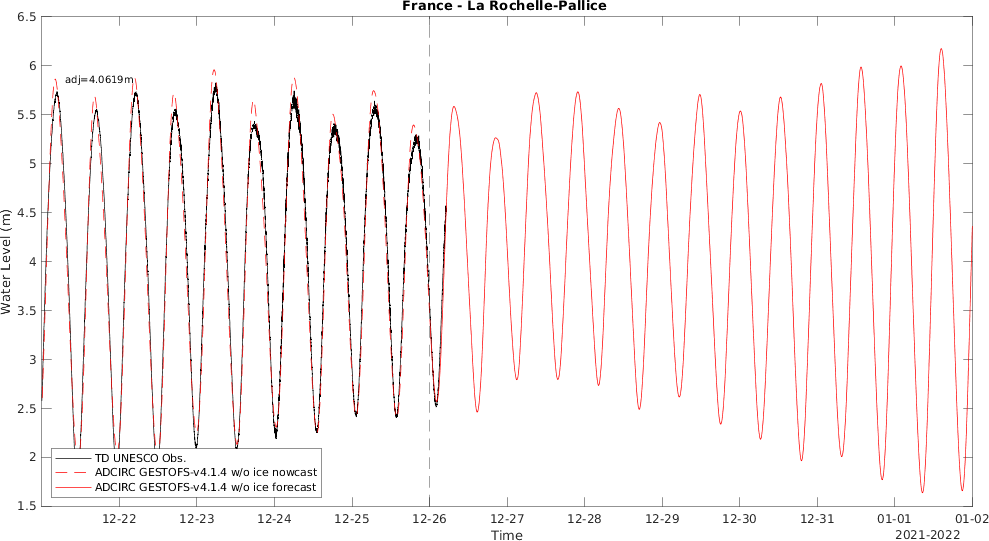 France - La Rochelle-Pallice
6.5
6
5.5
5
4.5
4
3.5
3
2.5
2
1.5
Water Level (m)
adj=4.0619m
TD UNESCO Obs.
ADCIRC GESTOFS-v4.1.4 w/o ice nowcast
ADCIRC GESTOFS-v4.1.4 w/o ice forecast
12-22 12-23 12-24 12-25 12-26 12-27 12-28 12-29 12-30 12-31 01-01 01-02
Time
2021-2022